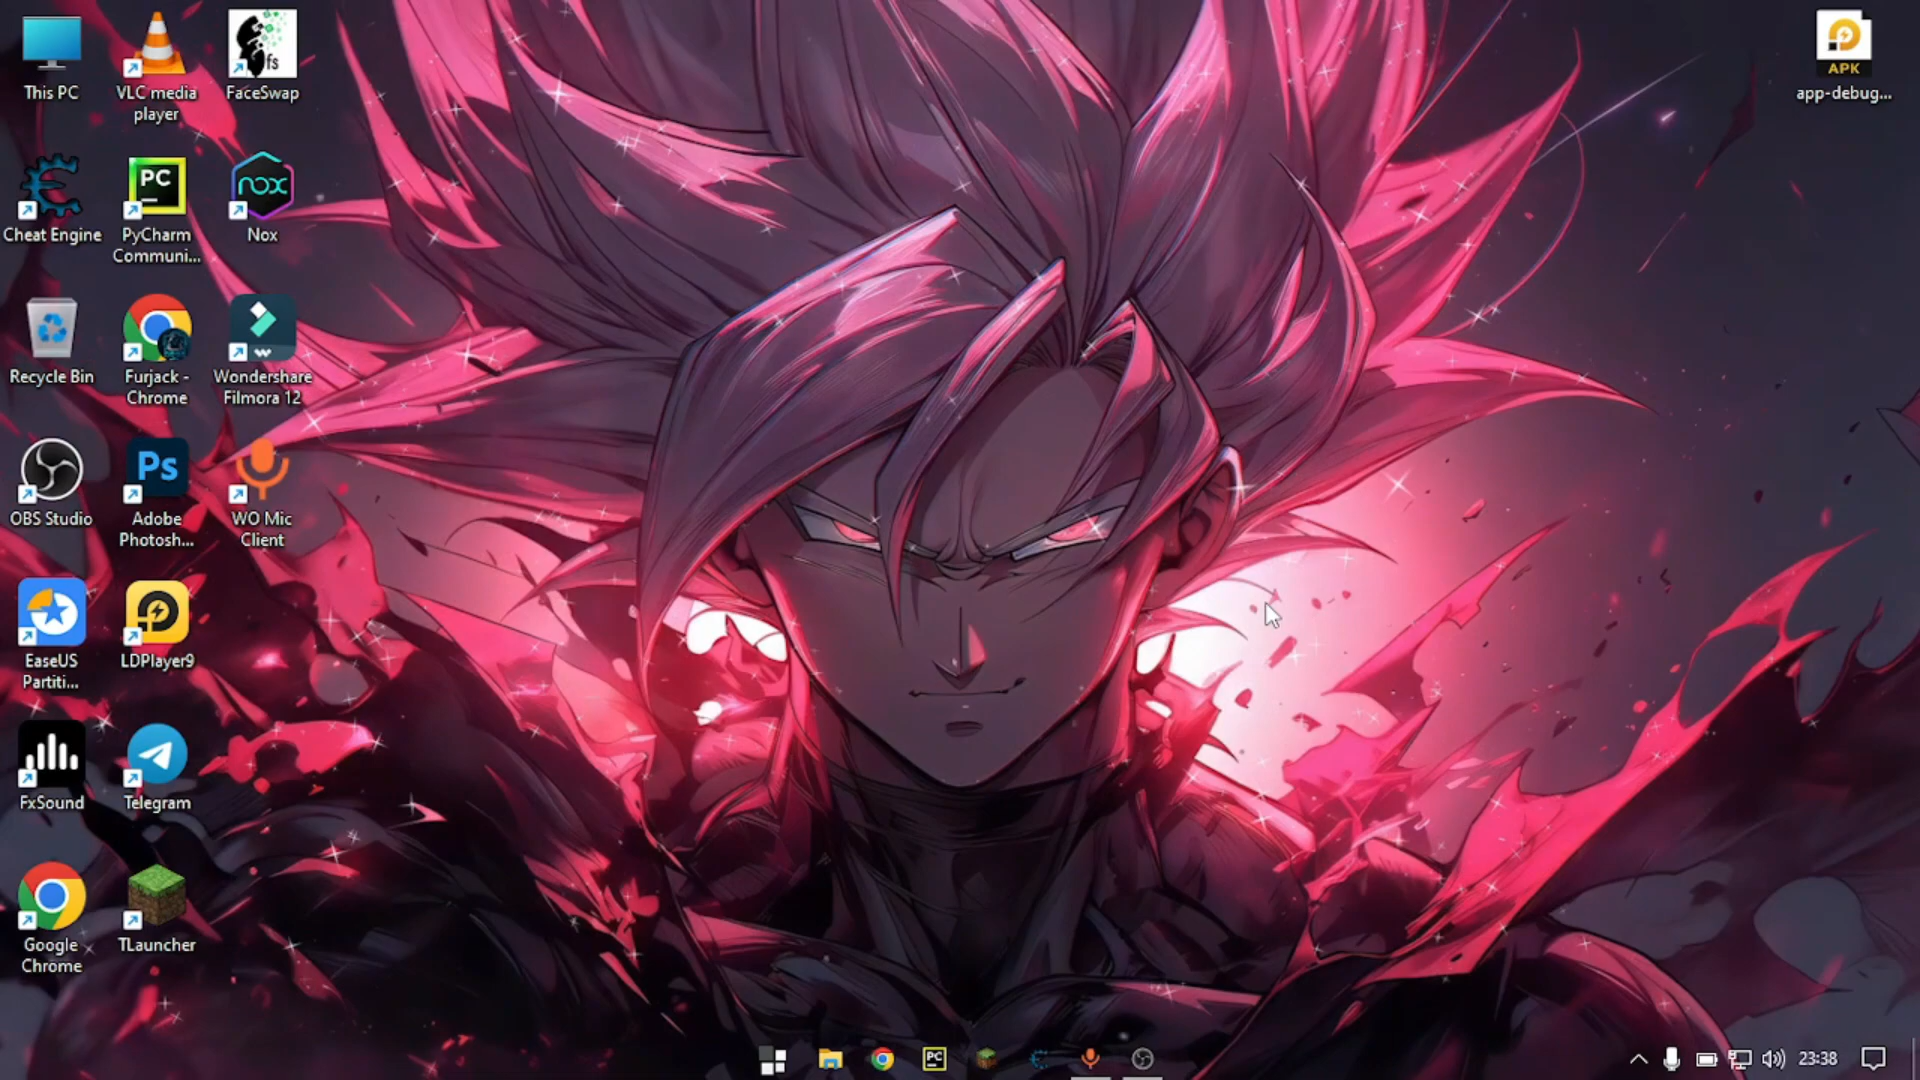 This PC
VLC media
player
fs
FaceSwap
APK
app-debug...
Cheat Engine
PC
PyCharm
Communi...
nox
Nox
Recycle Bin
Furjack -
Chrome
Wondershare
Filmora 12
OBS Studio
Ps
Adobe
Photosh...
WO Mic
Client
EaseUS
Partiti...
LDPlayer9
FxSound
Telegram
Google
Chrome
TLauncher
PC
23:38